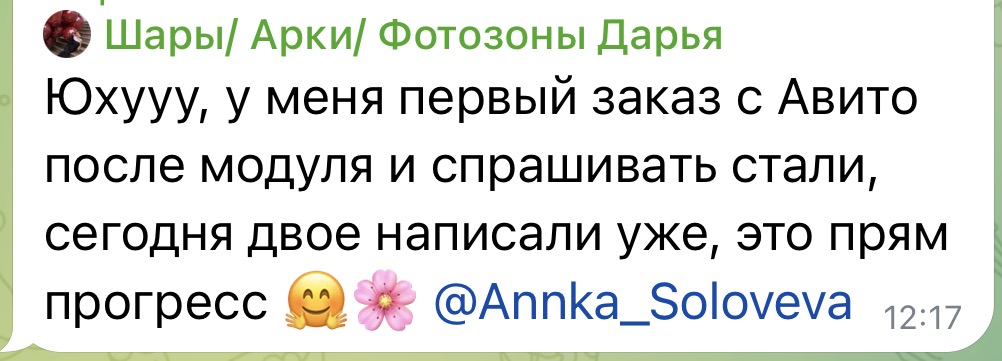 Шары/ Арки/ Фотозоны Дарья
Юхууу, у меня первый заказ с Авито
после модуля и спрашивать стали,
сегодня двое написали уже, это прям
прогресс 🤗🌸 @Annka_Soloveva 12:17